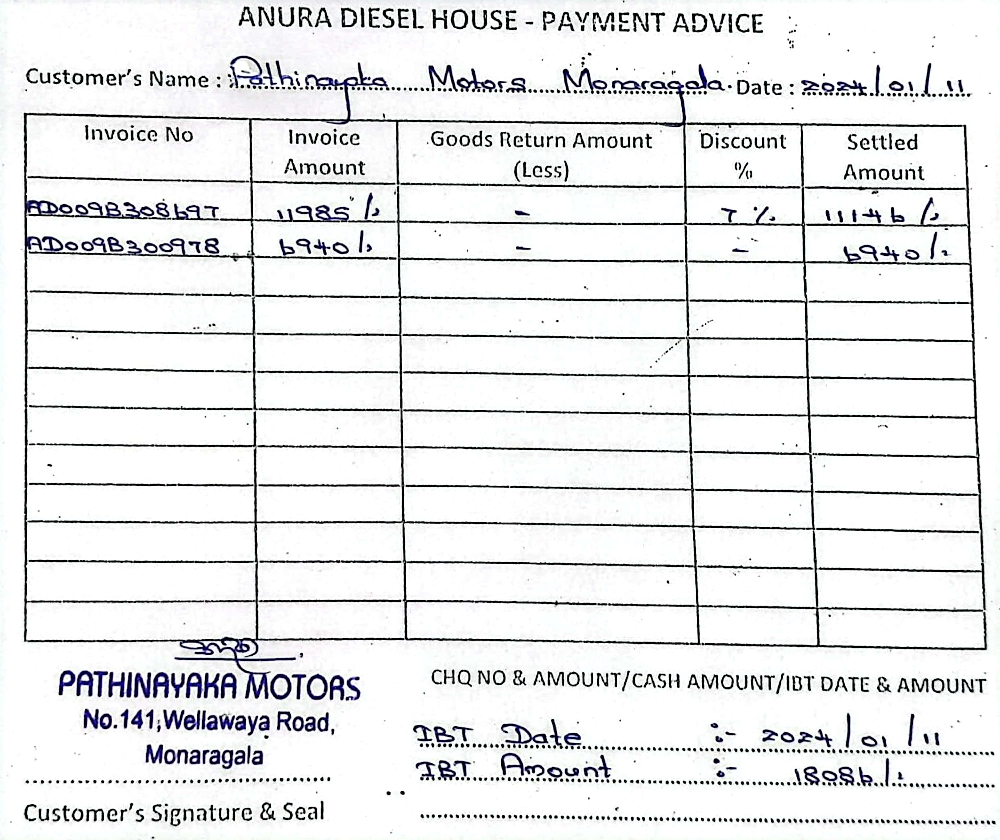 ANURA DIESEL HOUSE - PAYMENT ADVICE
Customer's Name : Pathinayaka Motors Monaragala. Date : 2024/01/11
Invoice No Invoice Amount Goods Return Amount (Less) Discount % Settled Amount
AD009B308697 11985/- - 7% 11146/-
AD009B300978 6940/- - - 6940/-
PATHINAYAKA MOTORS
No.141,Wellawaya Road,
Monaragala
Customer's Signature & Seal
CHQ NO & AMOUNT/CASH AMOUNT/IBT DATE & AMOUNT
IBT Date :- 2024/01/11
IBT Amount :- 18086/-